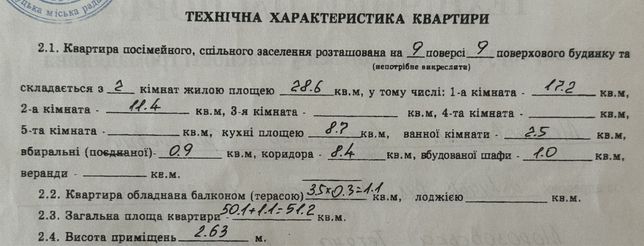 цька міська рада
ТЕХНІЧНА ХАРАКТЕРИСТИКА КВАРТИРИ
2.1. Квартира посімейного, спільного заселення розташована на 9 поверсі 9 поверхового будинку та
(непотрібне викреслити)
складається з 2 кімнат жилою площею 28.6 кв.м, у тому числі: 1-а кімната - 17.2 кв.м,
2-а кімната - 11.4 кв.м, 3-я кімната - кв.м, 4-та кімната - кв.м,
5-та кімната - кв.м, кухні площею 8.7 кв.м, ванної кімнати - 2.5 кв.м,
вбиральні (поєднаної)- 0.9 кв.м, коридора - 8.4 кв.м, вбудованої шафи - 1.0 кв.м,
веранди - кв.м.
2.2. Квартира обладнана балконом (терасою) 3.5×0.3=1.1 кв.м, лоджією кв.м.
2.3. Загальна площа квартири 50.1+1.1=51.2 кв.м.
2.4. Висота приміщень 2.63 м.